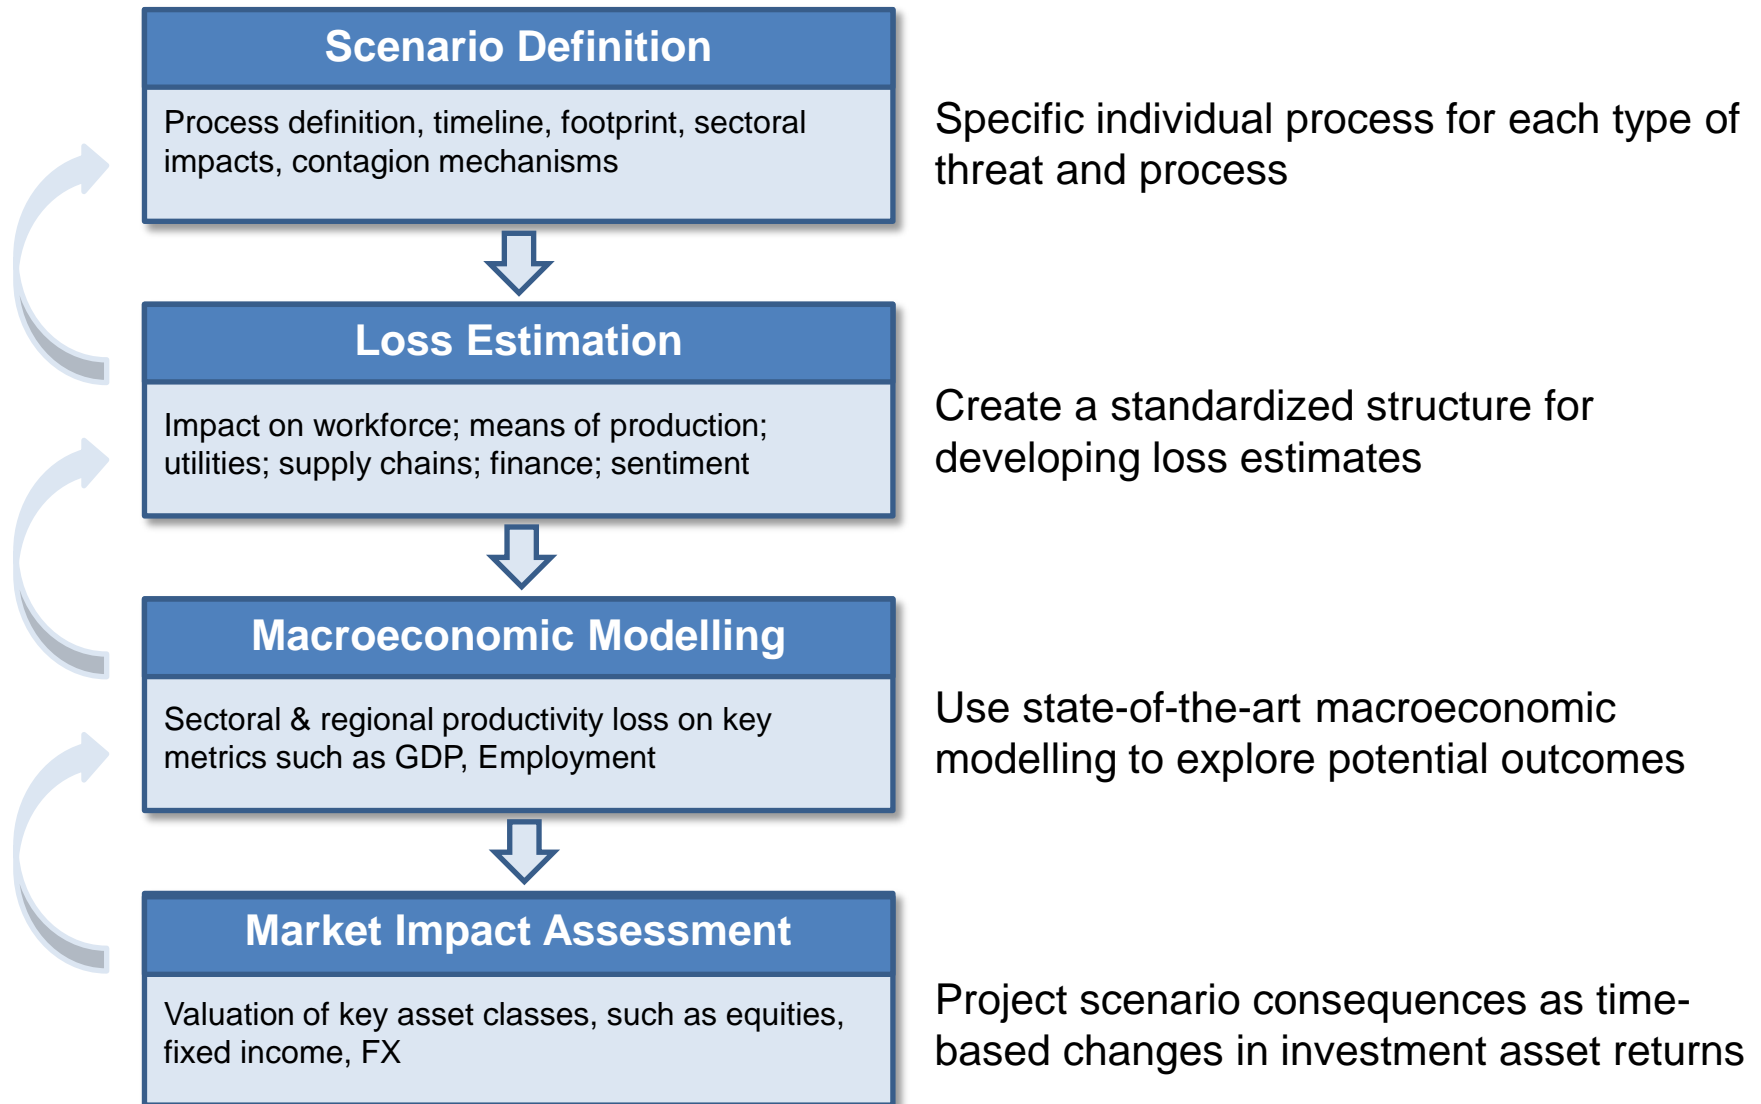 Scenario Definition
Process definition, timeline, footprint, sectoral
impacts, contagion mechanisms
Specific individual process for each type of
threat and process
Loss Estimation
Impact on workforce; means of production;
utilities; supply chains; finance; sentiment
Create a standardized structure for
developing loss estimates
Macroeconomic Modelling
Sectoral & regional productivity loss on key
metrics such as GDP, Employment
Use state-of-the-art macroeconomic
modelling to explore potential outcomes
Market Impact Assessment
Valuation of key asset classes, such as equities,
fixed income, FX
Project scenario consequences as time-
based changes in investment asset returns